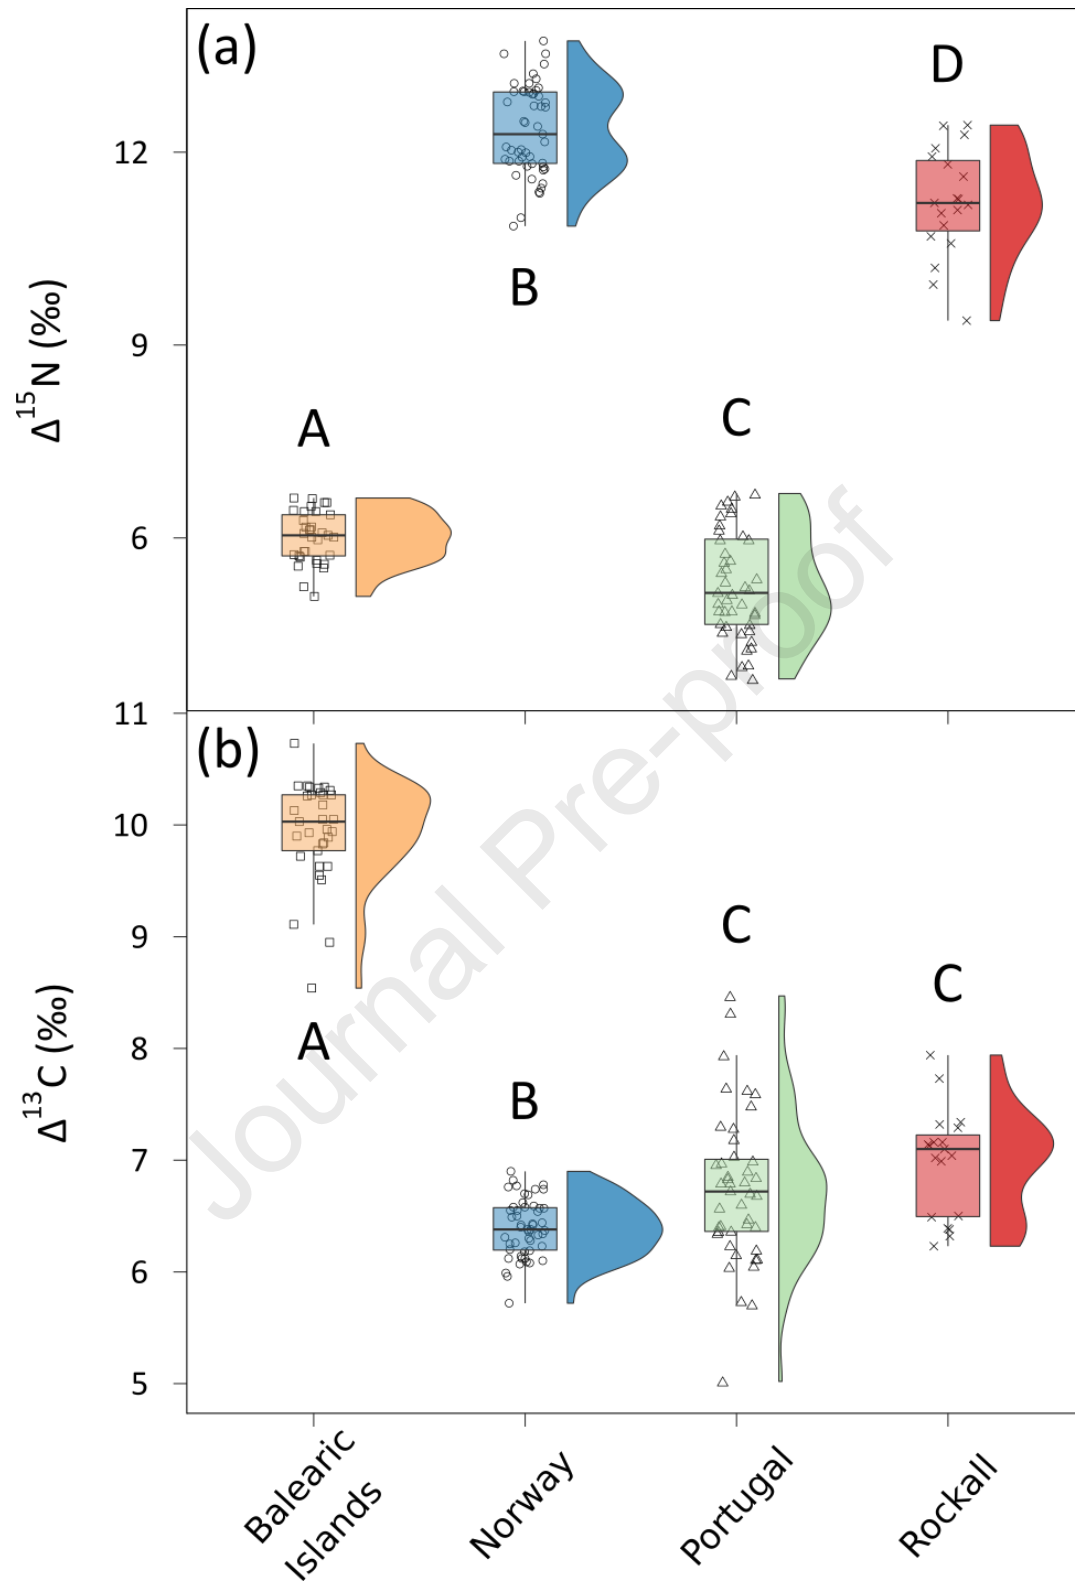 (a)
D
12
B
Δ15N (‰)
9
A
C
6
11
(b)
10
C
9
C
Δ13C (‰)
A
8
B
7
6
5
Balearic
Islands
Norway
Portugal
Rockall
Journal Pre-proof